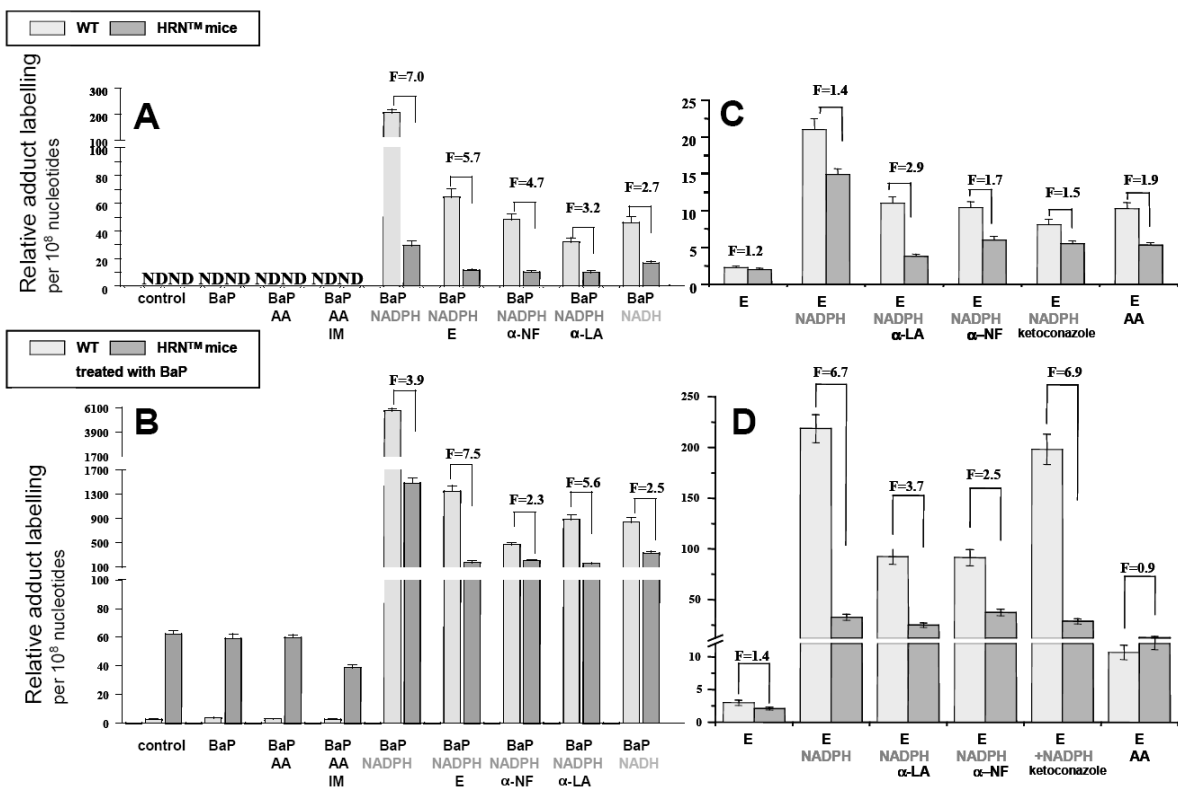 WT HRN™ mice
Relative adduct labelling
per 10⁸ nucleotides
A
300
200
100
100
80
60
40
20
0
F=7.0
F=5.7
F=4.7
F=3.2
F=2.7
NDND NDND NDND NDND
control BaP BaP BaP BaP BaP BaP BaP BaP
AA AA NADPH NADPH NADPH NADPH NADH
IM E α-NF α-LA
C
25
20
15
10
5
0
F=1.2
F=1.4
F=2.9
F=1.7
F=1.5
F=1.9
E E E E E E
NADPH NADPH NADPH NADPH AA
α-LA α–NF ketoconazole
WT HRN™ mice
treated with BaP
Relative adduct labelling
per 10⁸ nucleotides
B
6100
3900
1700
1700
1300
900
500
100
100
80
60
40
20
0
F=3.9
F=7.5
F=2.3
F=5.6
F=2.5
control BaP BaP BaP BaP BaP BaP BaP BaP
AA AA NADPH NADPH NADPH NADPH NADH
IM E α-NF α-LA
D
250
200
150
100
50
10
5
0
F=1.4
F=6.7
F=3.7
F=2.5
F=6.9
F=0.9
E E E E E E
NADPH NADPH NADPH +NADPH AA
α-LA α–NF ketoconazole